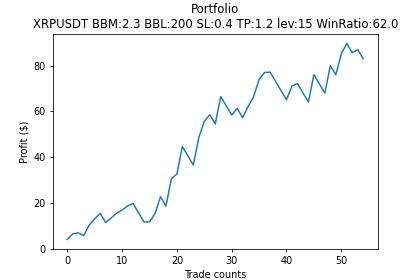 Portfolio
XRPUSDT BBM:2.3 BBL:200 SL:0.4 TP:1.2 lev:15 WinRatio:62.0
80
60
40
20
0
Profit ($)
0 10 20 30 40 50
Trade counts